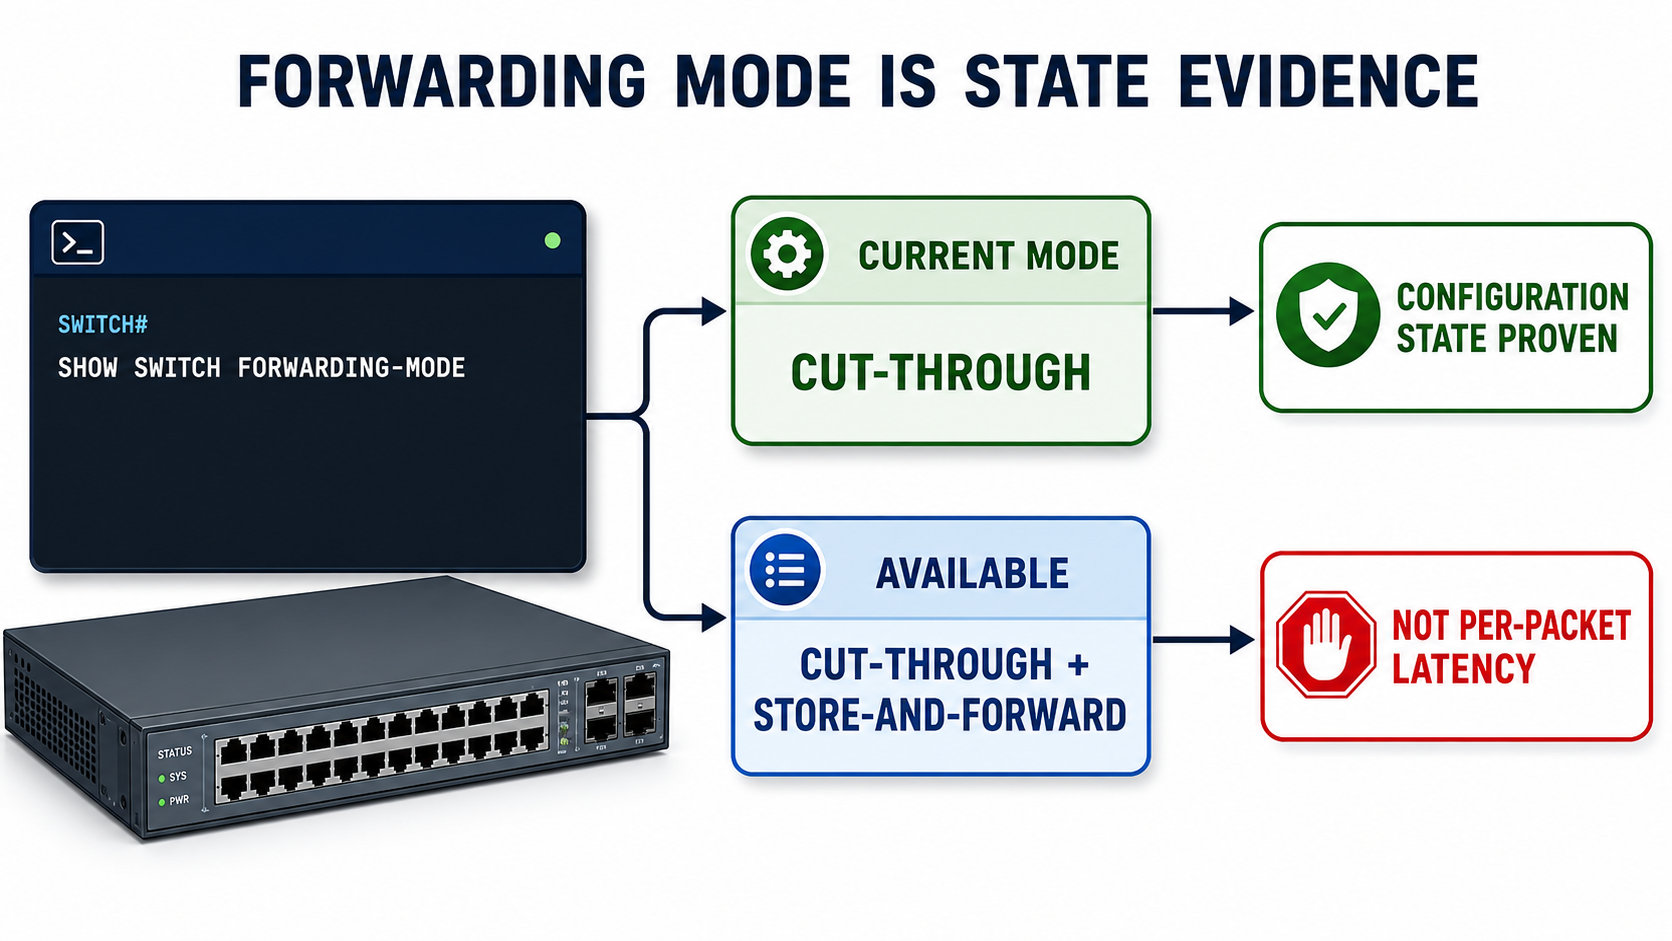 FORWARDING MODE IS STATE EVIDENCE
>_
SWITCH#
SHOW SWITCH FORWARDING-MODE
CURRENT MODE
CUT-THROUGH
CONFIGURATION
STATE PROVEN
AVAILABLE
CUT-THROUGH +
STORE-AND-FORWARD
NOT PER-PACKET
LATENCY
STATUS
SYS
PWR